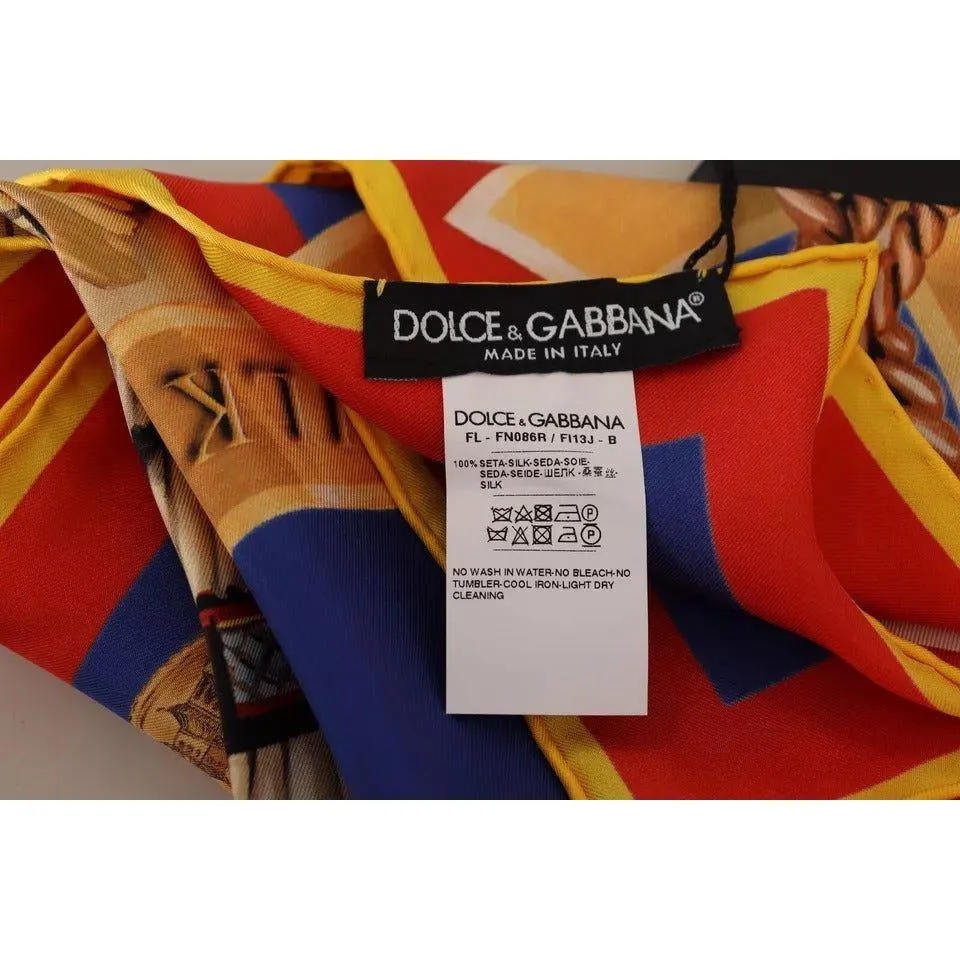 DOLCE & GABBANA®
MADE IN ITALY
DOLCE & GABBANA
FL - FN086R / FI13J - B
100% SETA-SILK-SEDA-SOIE-
SEDA-SEIDE-ШЕЛК -桑蚕丝-
SILK
NO WASH IN WATER-NO BLEACH-NO
TUMBLER-COOL IRON-LIGHT DRY
CLEANING